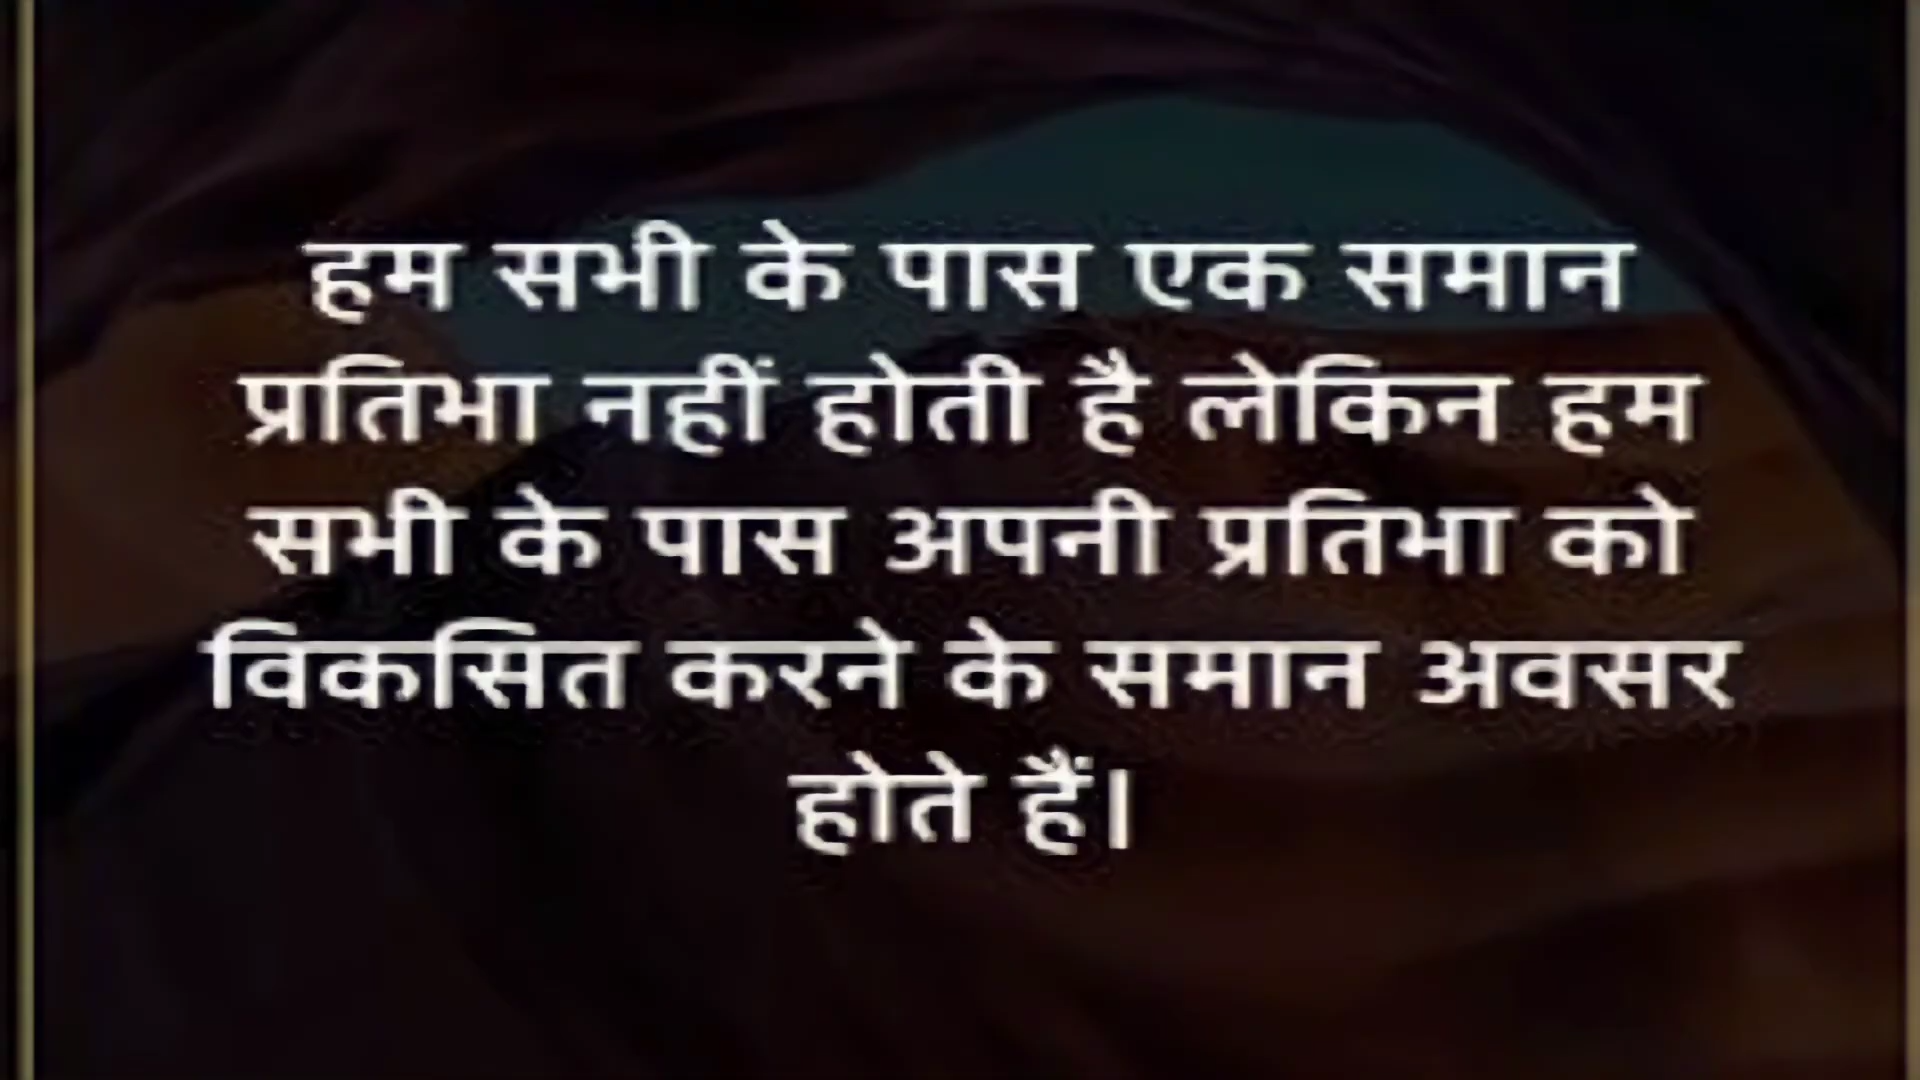 हम सभी के पास एक समान
प्रतिभा नहीं होती है लेकिन हम
सभी के पास अपनी प्रतिभा को
विकसित करने के समान अवसर
होते हैं।